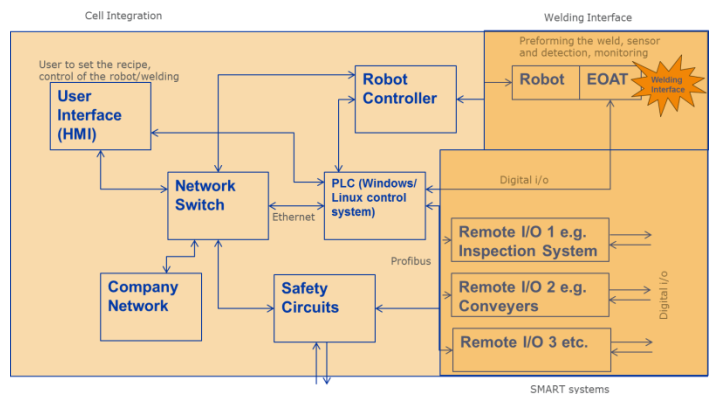 Cell Integration
Welding Interface
User to set the recipe,
control of the robot/welding
Preforming the weld, sensor
and detection, monitoring
User
Interface
(HMI)
Robot
Controller
Robot
EOAT
Welding
Interface
Network
Switch
Ethernet
PLC (Windows/
Linux control
system)
Digital i/o
Company
Network
Safety
Circuits
Profibus
Remote I/O 1 e.g.
Inspection System
Remote I/O 2 e.g.
Conveyers
Remote I/O 3 etc.
Digital i/o
SMART systems